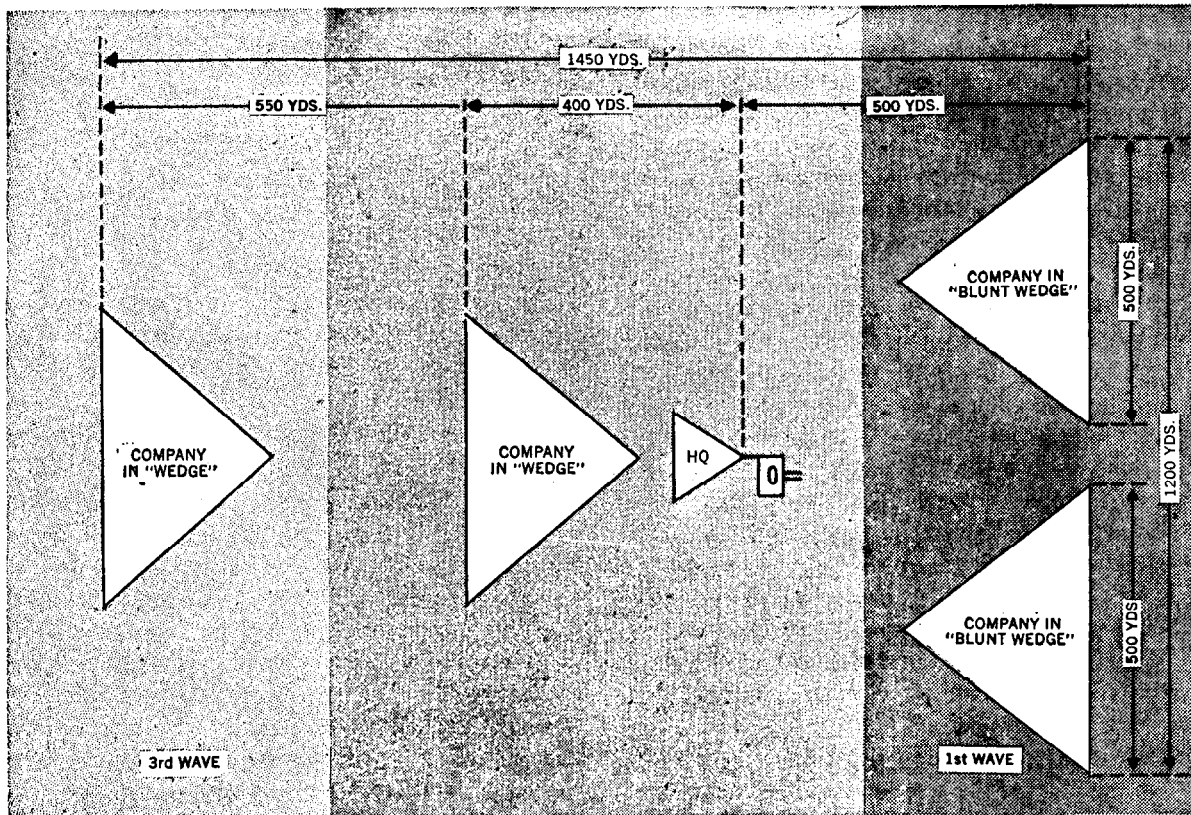 1450 YDS.
550 YDS.
400 YDS.
500 YDS.
COMPANY IN
"BLUNT WEDGE"
500 YDS.
1200 YDS.
COMPANY
IN "WEDGE"
COMPANY
IN "WEDGE"
HQ
COMPANY IN
"BLUNT WEDGE"
500 YDS
3rd WAVE
1st WAVE